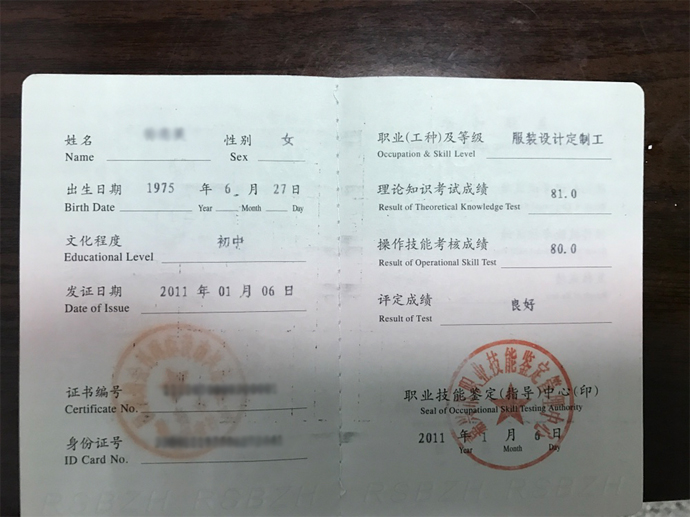 姓名 性别 女
Name Sex
出生日期 1975 年 6 月 27 日
Birth Date Year Month Day
文化程度 初中
Educational Level
发证日期 2011 年 01 月 06 日
Date of Issue
证书编号
Certificate No.
身份证号
ID Card No.
职业(工种)及等级 服装设计定制工
Occupation & Skill Level
理论知识考试成绩 81.0
Result of Theoretical Knowledge Test
操作技能考核成绩 80.0
Result of Operational Skill Test
评定成绩 良好
Result of Test
职业技能鉴定(指导)中心(印)
Seal of Occupational Skill Testing Authority
2011 年 1 月 6 日
Year Month Day